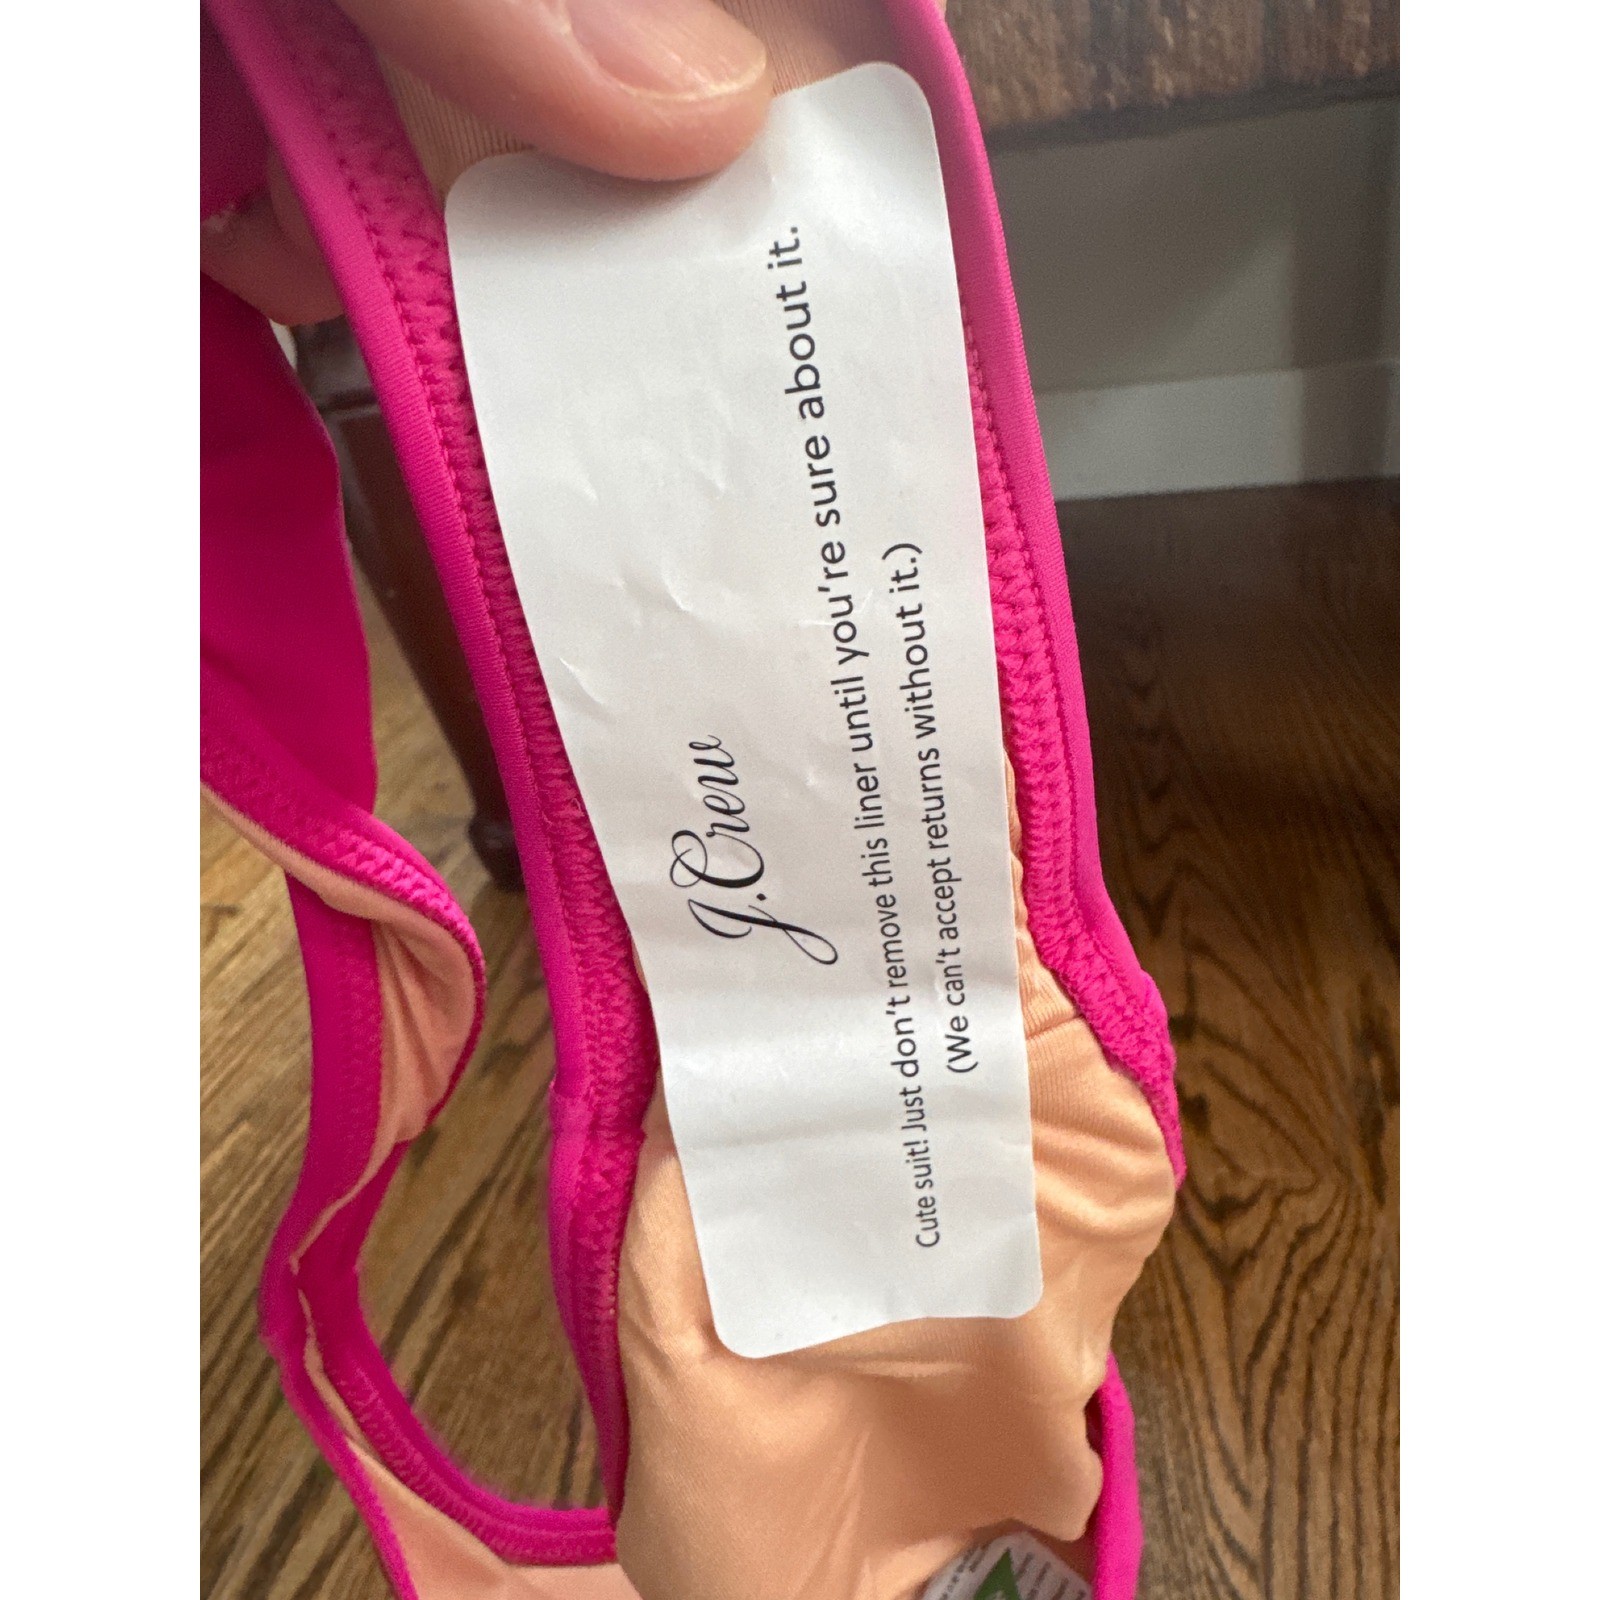 J.Crew
Cute suit! Just don't remove this liner until you're sure about it.
(We can't accept returns without it.)